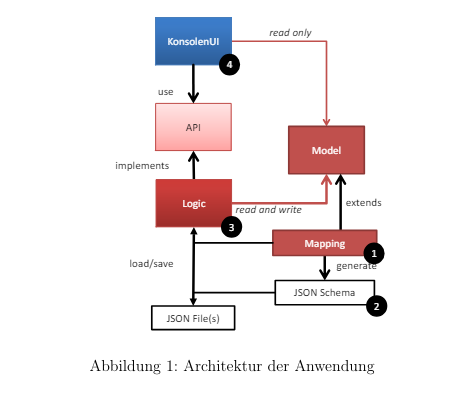 KonsolenUI
4
read only
use
API
Model
implements
Logic
3
read and write
extends
Mapping
1
load/save
generate
JSON Schema
2
JSON File(s)
Abbildung 1: Architektur der Anwendung